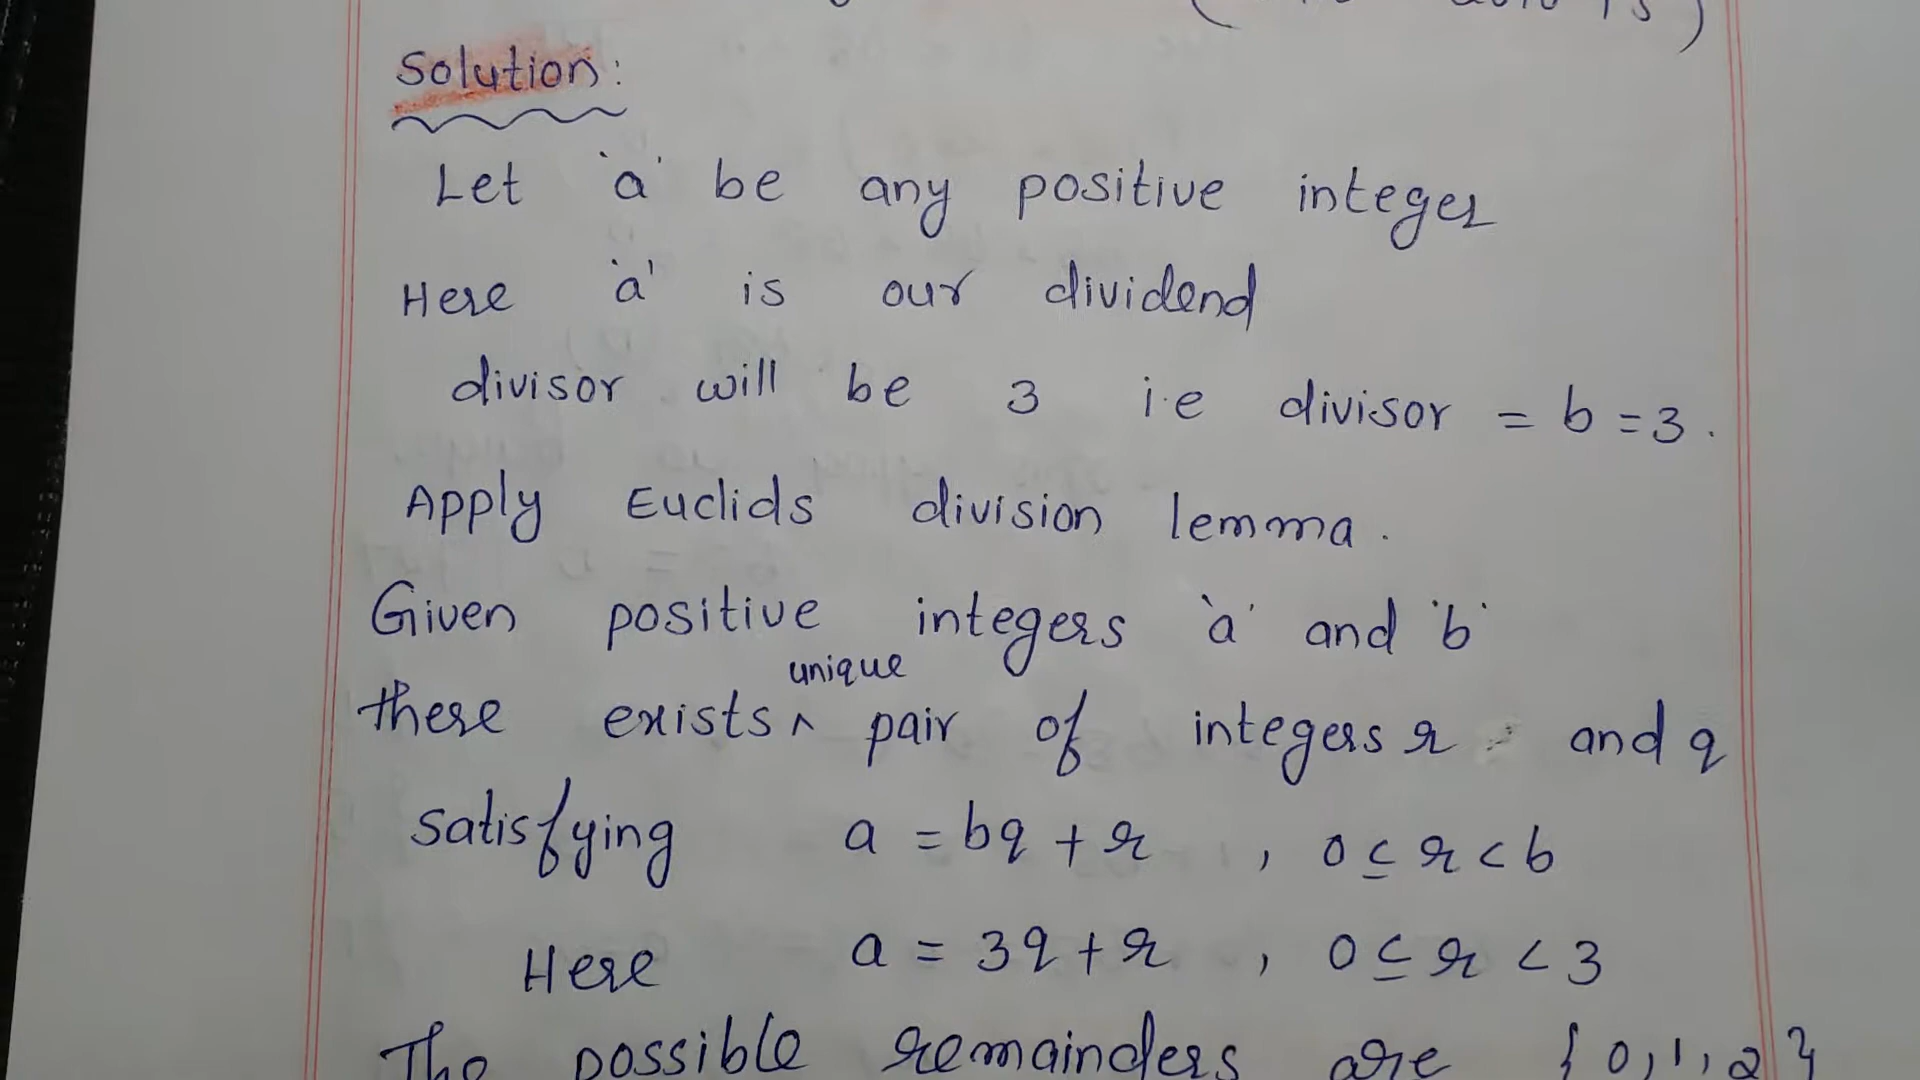 Solution:
Let 'a' be any positive integer
Here 'a' is our dividend
divisor will be 3 i.e divisor = b = 3.
Apply Euclids division lemma.
Given positive integers 'a' and 'b'
there exists ^ unique pair of integers r and q
satisfying a = bq + r , 0 ≤ r < b
Here a = 3q + r , 0 ≤ r < 3
The possible remainders are {0,1,2}